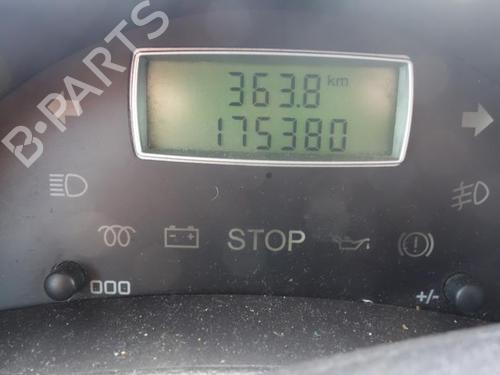 B-PARTS
363.8 km
175380
STOP
000
+/-